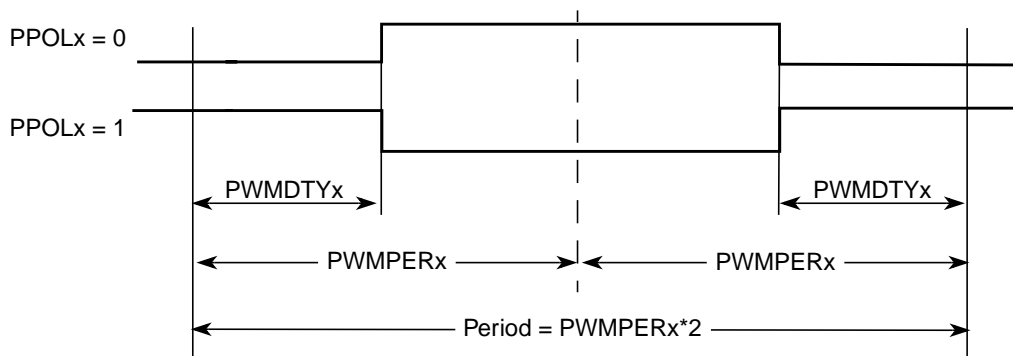 PPOLx = 0
PPOLx = 1
PWMDTYx PWMDTYx
PWMPERx PWMPERx
Period = PWMPERx*2